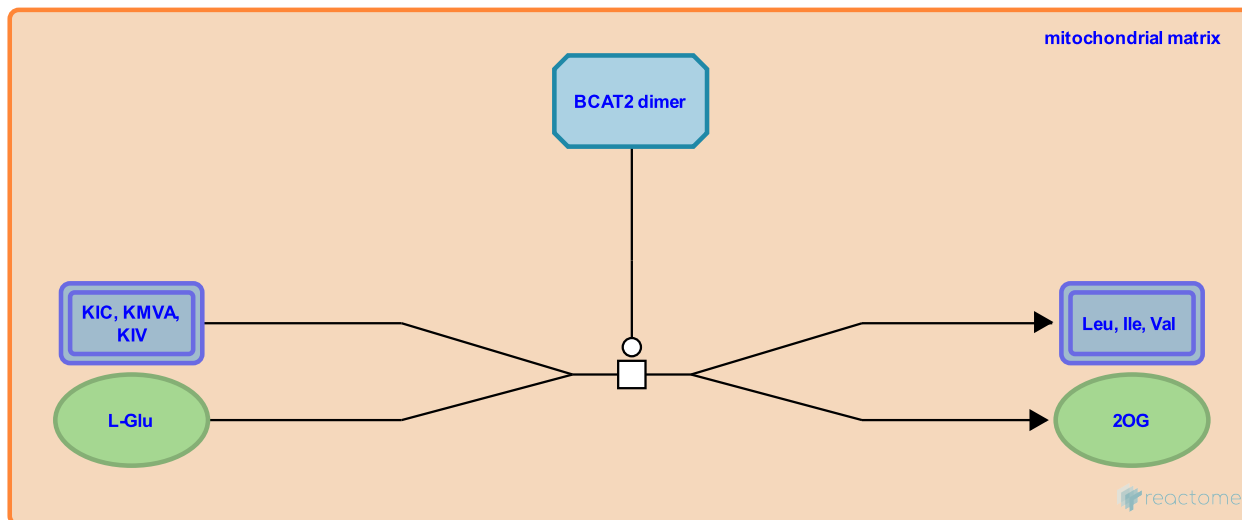 mitochondrial matrix
BCAT2 dimer
KIC, KMVA,
KIV
Leu, Ile, Val
L-Glu
2OG
reactome